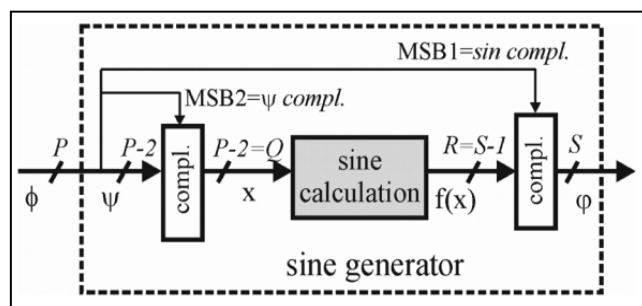 MSB1=sin compl.
MSB2=ψ compl.
P
P-2
P-2=Q
R=S-1
S
compl.
sine
calculation
compl.
ϕ
ψ
x
f(x)
φ
sine generator